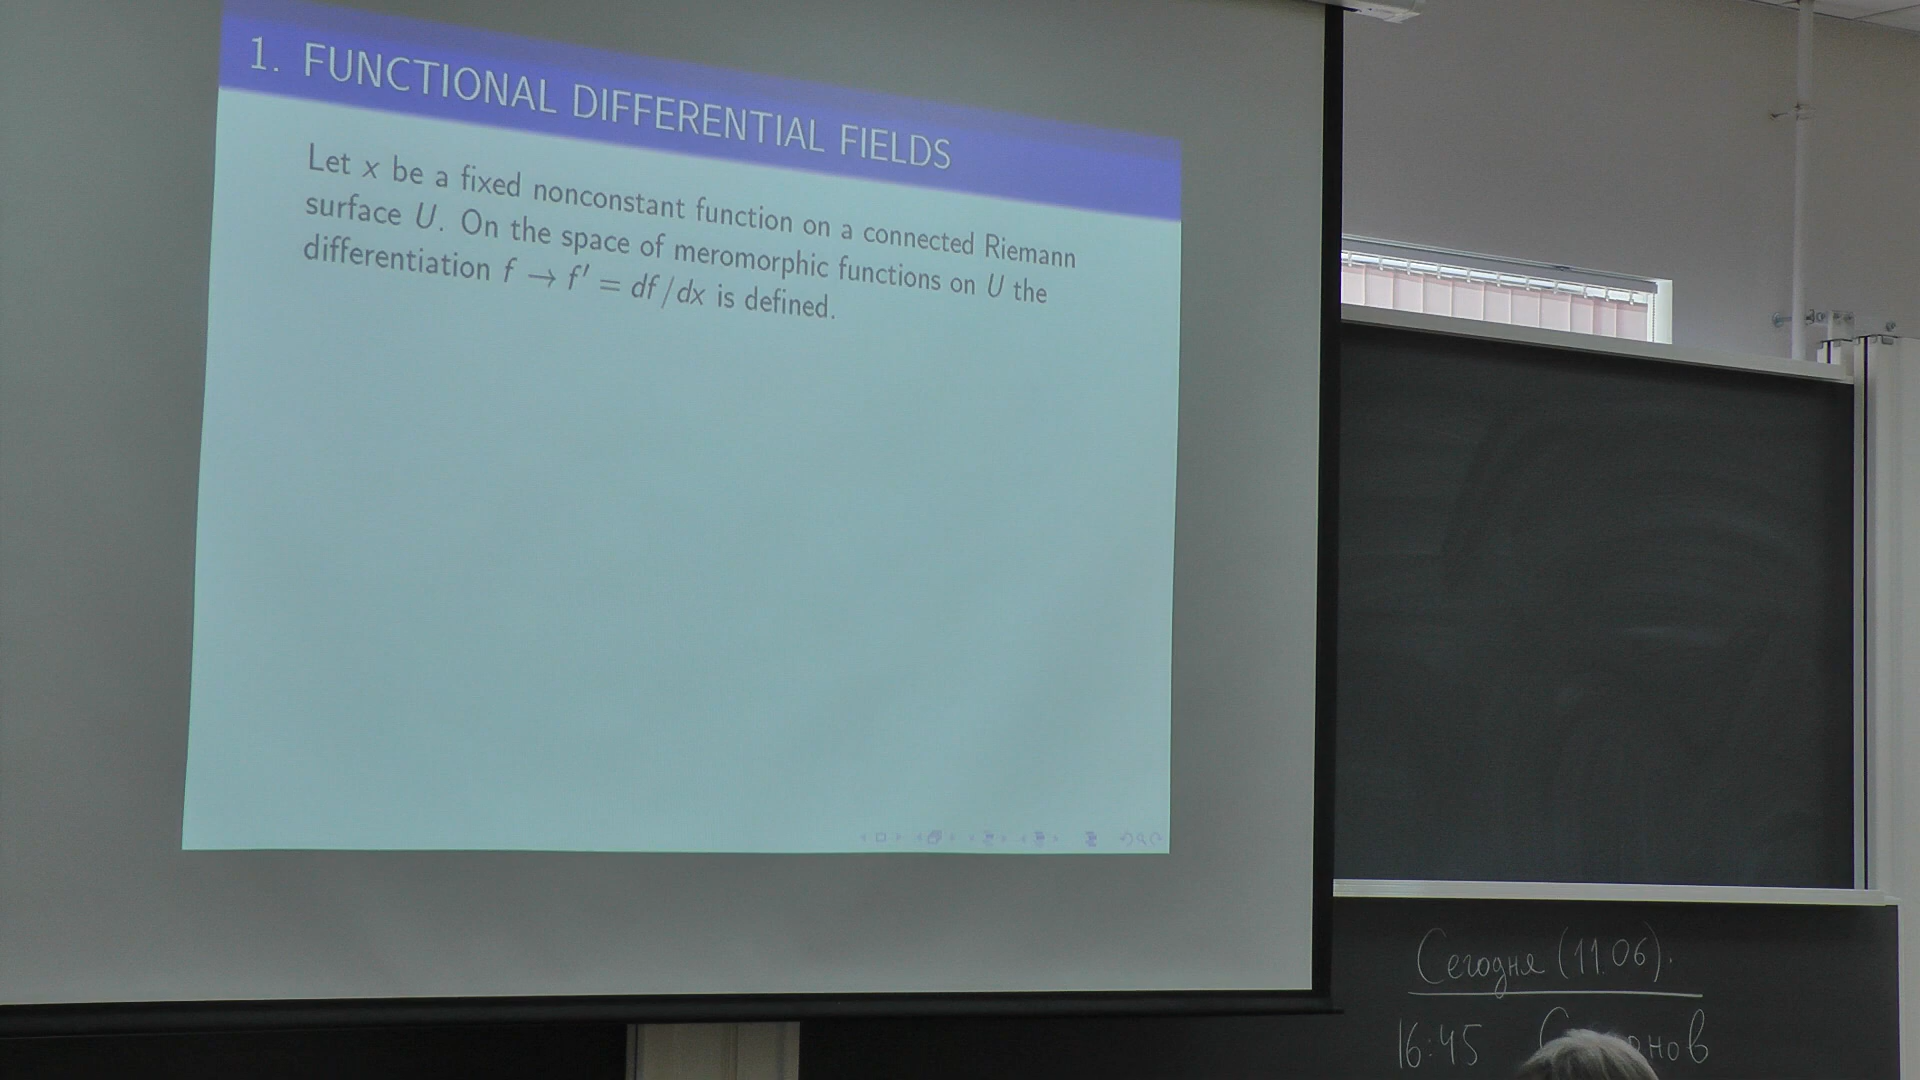 1. FUNCTIONAL DIFFERENTIAL FIELDS
Let x be a fixed nonconstant function on a connected Riemann
surface U. On the space of meromorphic functions on U the
differentiation f → f′ = df/dx is defined.
Сегодня (11.06):
16:45